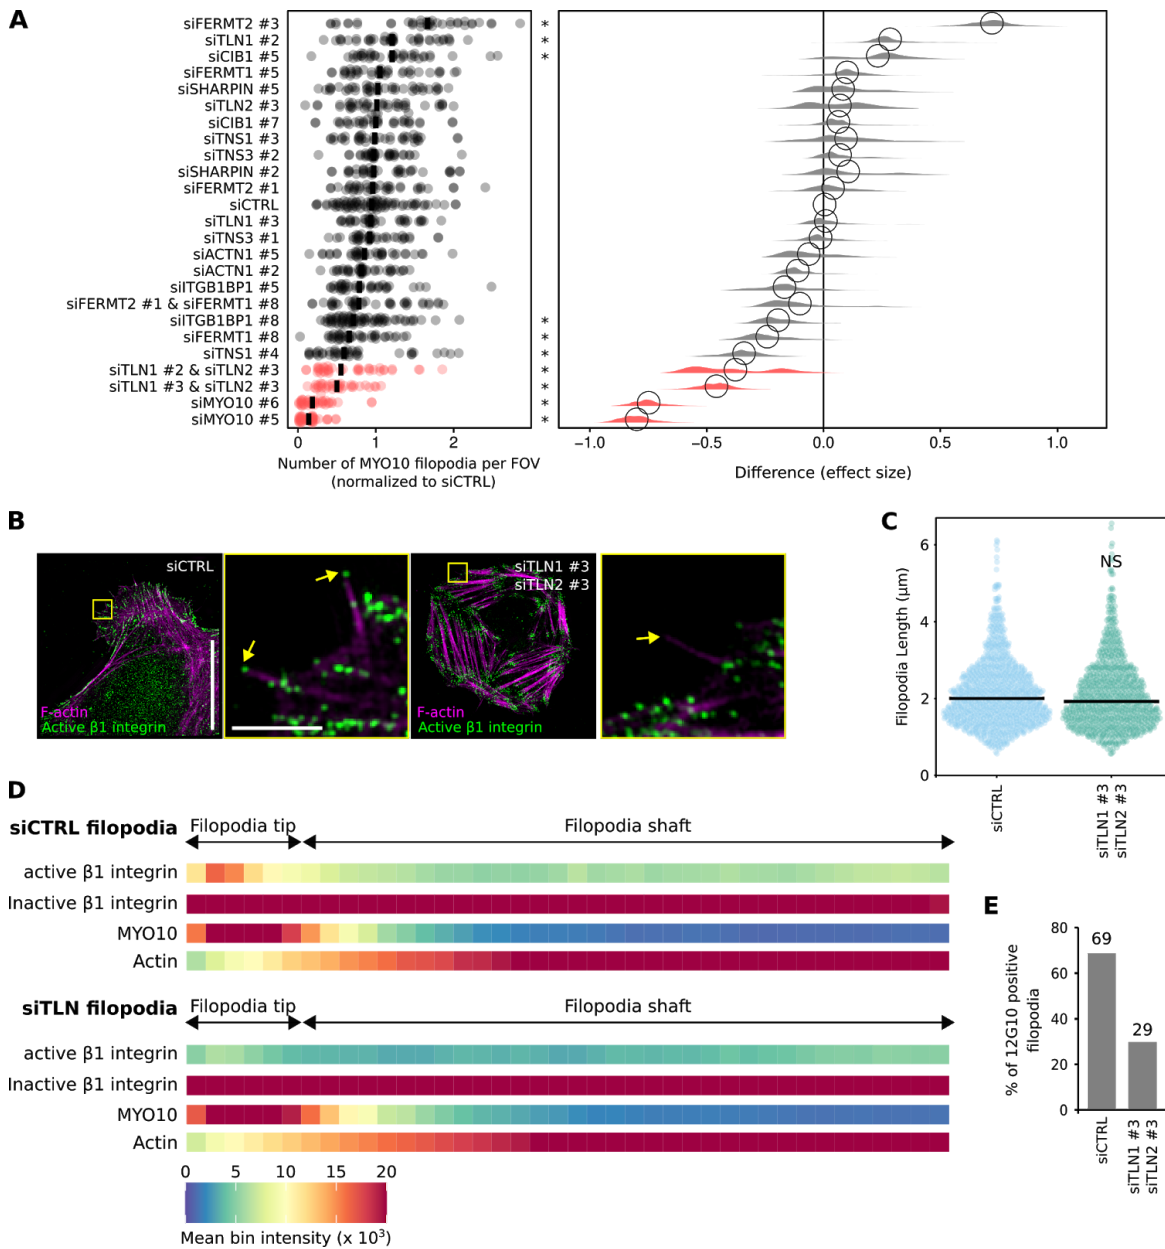 A
siFERMT2 #3
*
siTLN1 #2
*
siCIB1 #5
*
siFERMT1 #5
siSHARPIN #5
siTLN2 #3
siCIB1 #7
siTNS1 #3
siTNS3 #2
siSHARPIN #2
siFERMT2 #1
siCTRL
siTLN1 #3
siTNS3 #1
siACTN1 #5
siACTN1 #2
siITGB1BP1 #5
siFERMT2 #1 & siFERMT1 #8
siITGB1BP1 #8
*
siFERMT1 #8
*
siTNS1 #4
*
siTLN1 #2 & siTLN2 #3
*
siTLN1 #3 & siTLN2 #3
*
siMYO10 #6
*
siMYO10 #5
*
0 1 2
Number of MYO10 filopodia per FOV
(normalized to siCTRL)
−1.0 −0.5 0.0 0.5 1.0
Difference (effect size)
B
siCTRL
F-actin
Active β1 integrin
siTLN1 #3
siTLN2 #3
F-actin
Active β1 integrin
C
Filopodia Length (μm)
6
4
2
0
NS
siCTRL
siTLN1 #3
siTLN2 #3
D
siCTRL filopodia
Filopodia tip
Filopodia shaft
active β1 integrin
Inactive β1 integrin
MYO10
Actin
siTLN filopodia
Filopodia tip
Filopodia shaft
active β1 integrin
Inactive β1 integrin
MYO10
Actin
0 5 10 15 20
Mean bin intensity (x 10³)
E
% of 12G10 positive
filopodia
80
60
40
20
0
69
29
siCTRL
siTLN1 #3
siTLN2 #3